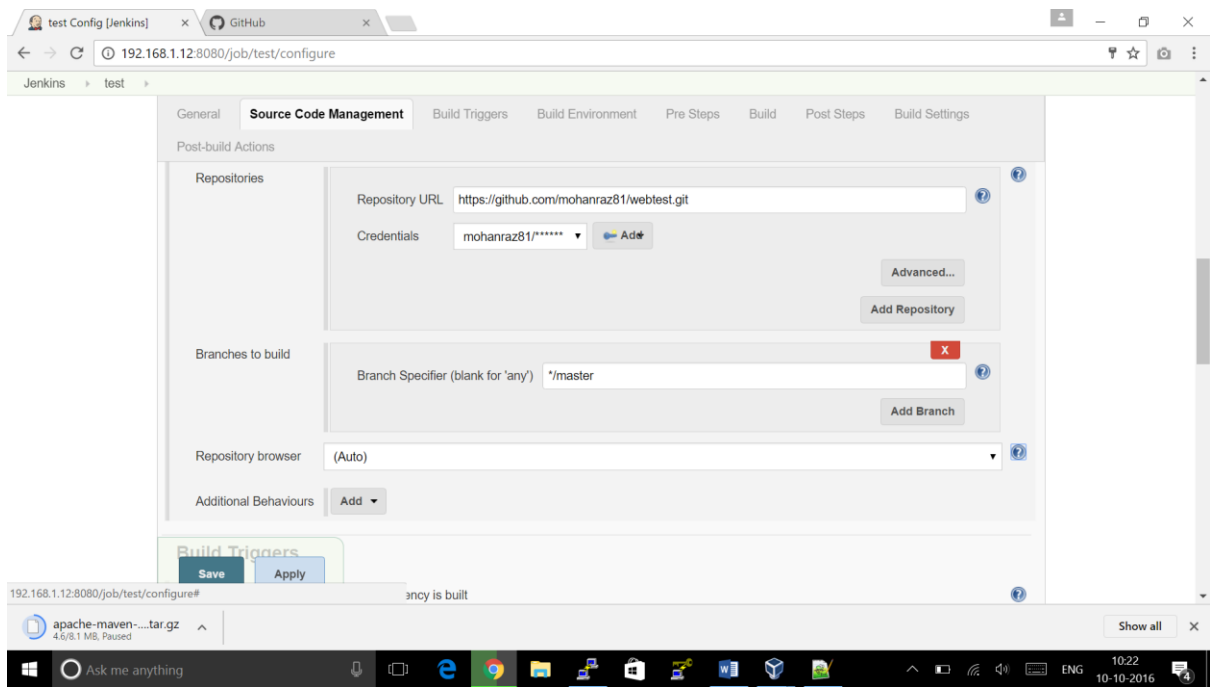 test Config [Jenkins] GitHub
192.168.1.12:8080/job/test/configure
Jenkins test
General Source Code Management Build Triggers Build Environment Pre Steps Build Post Steps Build Settings
Post-build Actions
Repositories
Repository URL https://github.com/mohanraz81/webtest.git
Credentials mohanraz81/****** Add
Advanced...
Add Repository
Branches to build
X
Branch Specifier (blank for 'any') */master
Add Branch
Repository browser (Auto)
Additional Behaviours Add
Build Triggers
Save Apply
192.168.1.12:8080/job/test/configure# ency is built
apache-maven-....tar.gz
4.6/8.1 MB, Paused
Show all
Ask me anything
ENG
10:22
10-10-2016
4